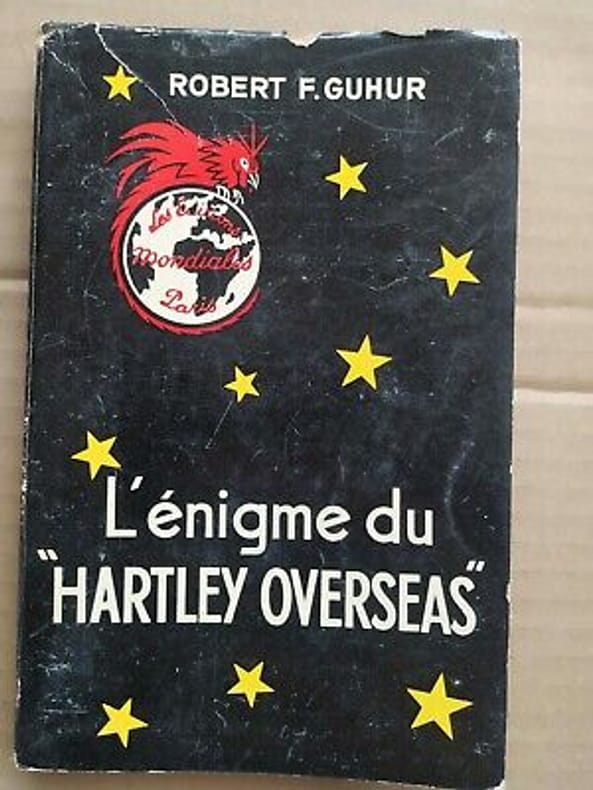 ROBERT F. GUHUR
Les Éditions
Mondiales
Paris
L'énigme du
"HARTLEY OVERSEAS"